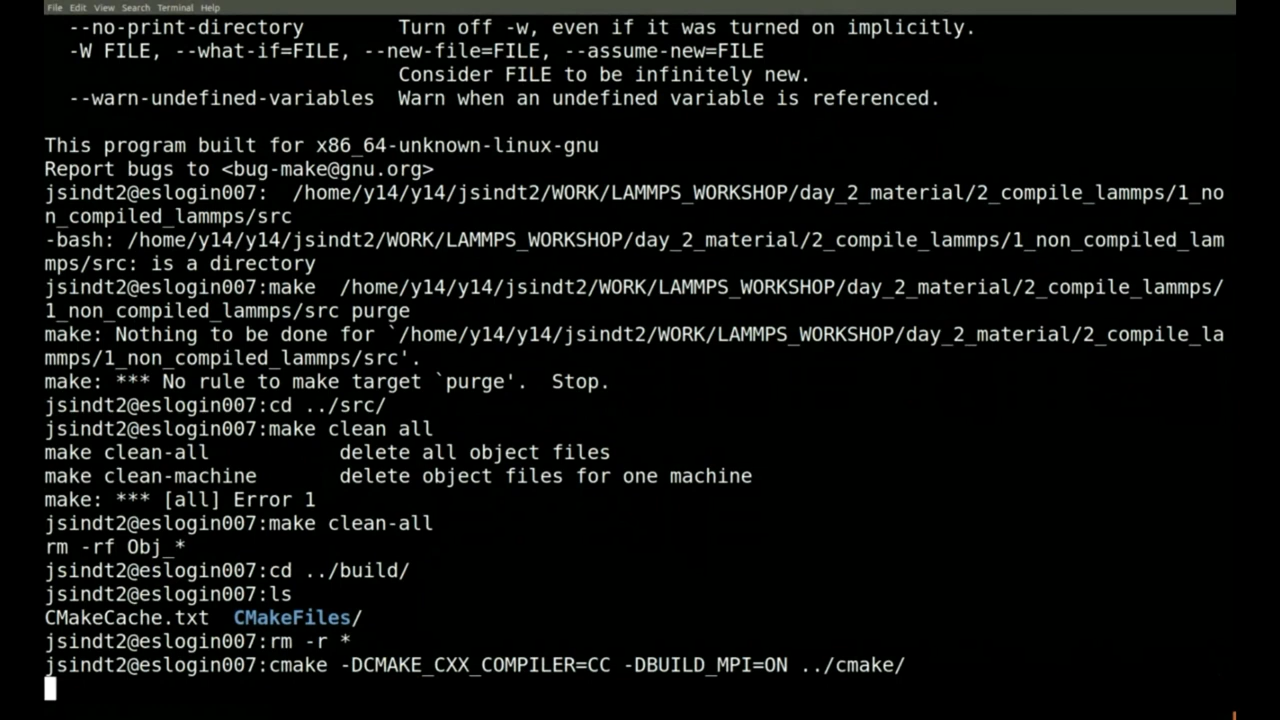 File Edit View Search Terminal Help
--no-print-directory Turn off -w, even if it was turned on implicitly.
-W FILE, --what-if=FILE, --new-file=FILE, --assume-new=FILE
Consider FILE to be infinitely new.
--warn-undefined-variables Warn when an undefined variable is referenced.
This program built for x86_64-unknown-linux-gnu
Report bugs to <bug-make@gnu.org>
jsindt2@eslogin007: /home/y14/y14/jsindt2/WORK/LAMMPS_WORKSHOP/day_2_material/2_compile_lammps/1_no
n_compiled_lammps/src
-bash: /home/y14/y14/jsindt2/WORK/LAMMPS_WORKSHOP/day_2_material/2_compile_lammps/1_non_compiled_lam
mps/src: is a directory
jsindt2@eslogin007:make /home/y14/y14/jsindt2/WORK/LAMMPS_WORKSHOP/day_2_material/2_compile_lammps/
1_non_compiled_lammps/src purge
make: Nothing to be done for `/home/y14/y14/jsindt2/WORK/LAMMPS_WORKSHOP/day_2_material/2_compile_la
mmps/1_non_compiled_lammps/src'.
make: *** No rule to make target `purge'. Stop.
jsindt2@eslogin007:cd ../src/
jsindt2@eslogin007:make clean all
make clean-all delete all object files
make clean-machine delete object files for one machine
make: *** [all] Error 1
jsindt2@eslogin007:make clean-all
rm -rf Obj_*
jsindt2@eslogin007:cd ../build/
jsindt2@eslogin007:ls
CMakeCache.txt CMakeFiles/
jsindt2@eslogin007:rm -r *
jsindt2@eslogin007:cmake -DCMAKE_CXX_COMPILER=CC -DBUILD_MPI=ON ../cmake/